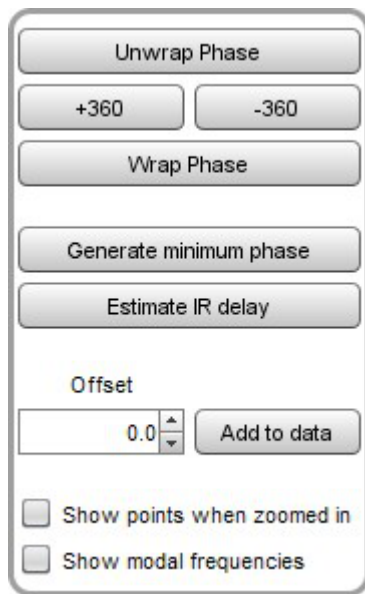 Unwrap Phase
+360 -360
Wrap Phase
Generate minimum phase
Estimate IR delay
Offset
0.0 Add to data
Show points when zoomed in
Show modal frequencies